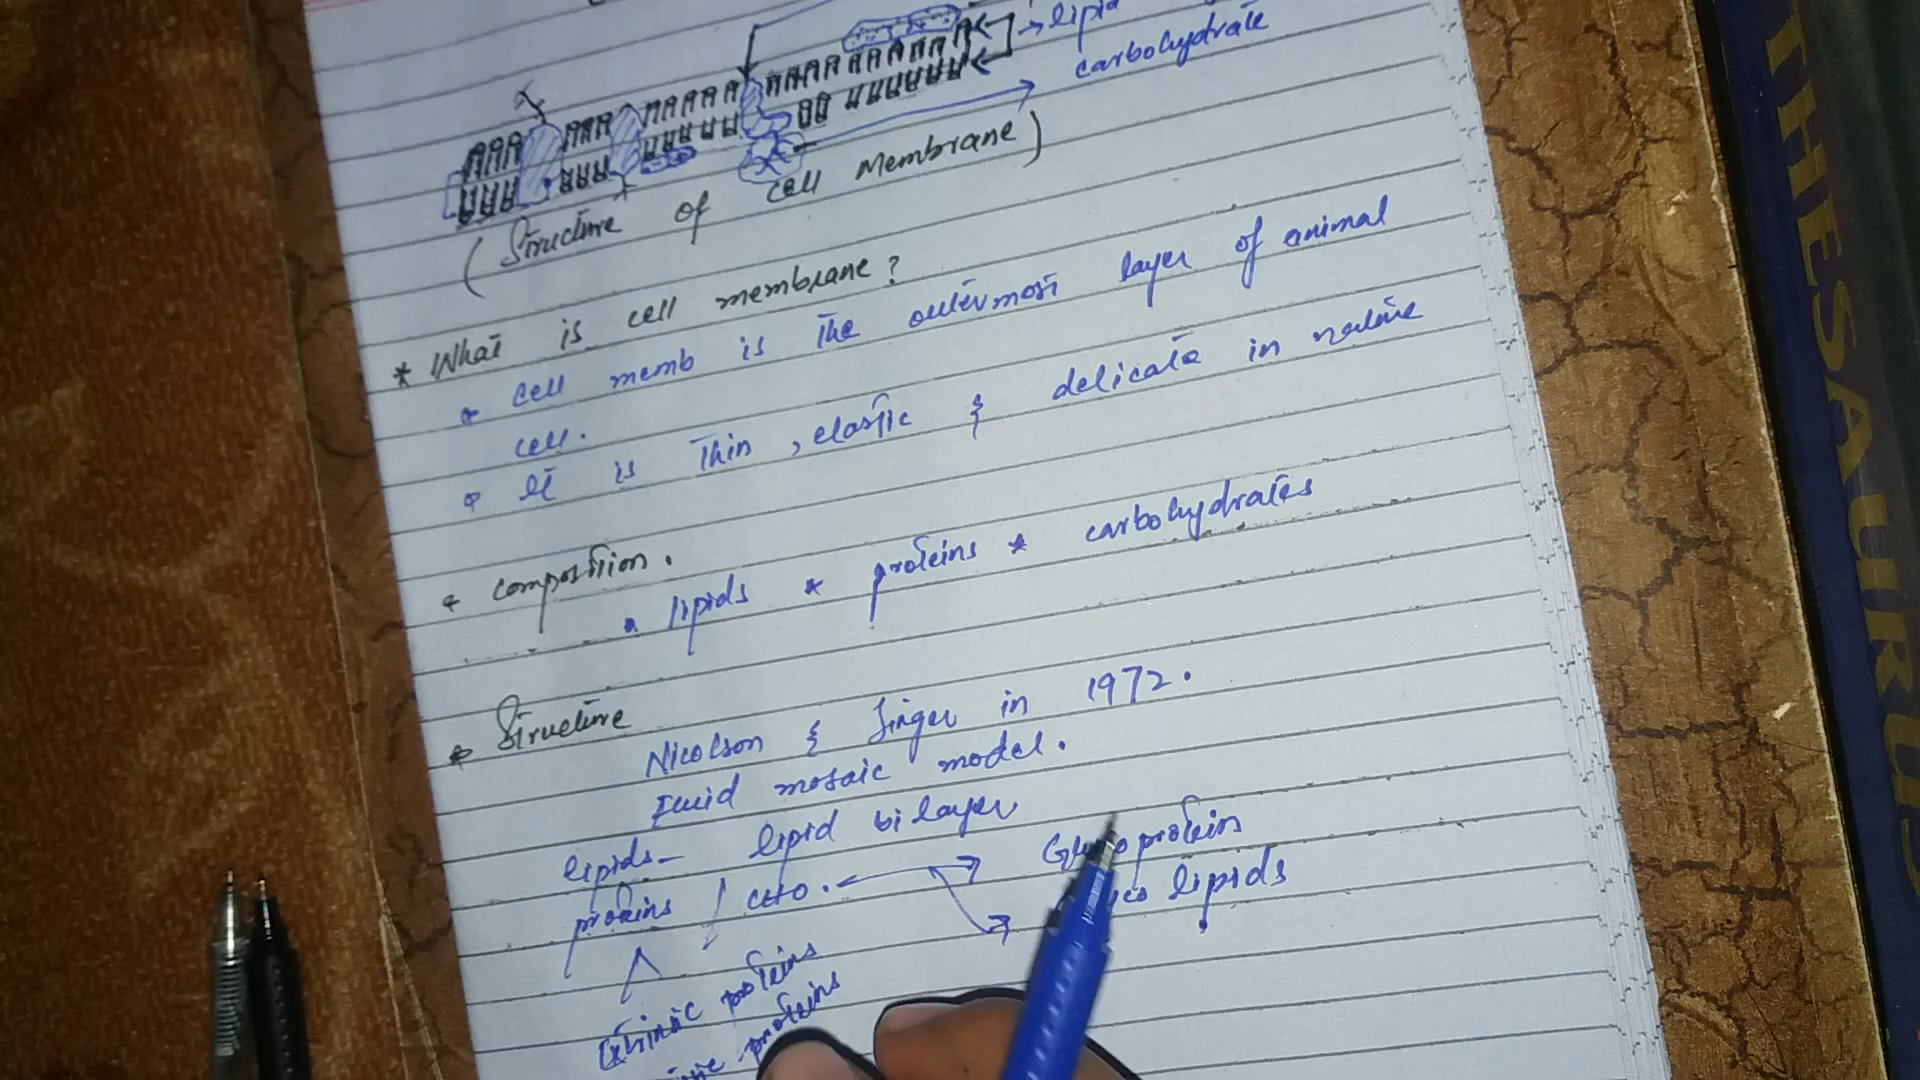 lipid
carbohydrate
(Structure of cell Membrane)
* What is cell membrane?
cell memb is the outermost layer of animal
cell.
It is Thin, elastic & delicate in nature
composition.
lipids * proteins * carbohydrates
Structure
Nicolson & Singer in 1972.
Fluid mosaic model.
lipids - lipid bilayer
proteins / CHO. Glycoprotein
lipids
Extrinsic proteins
proteins
THESAURUS